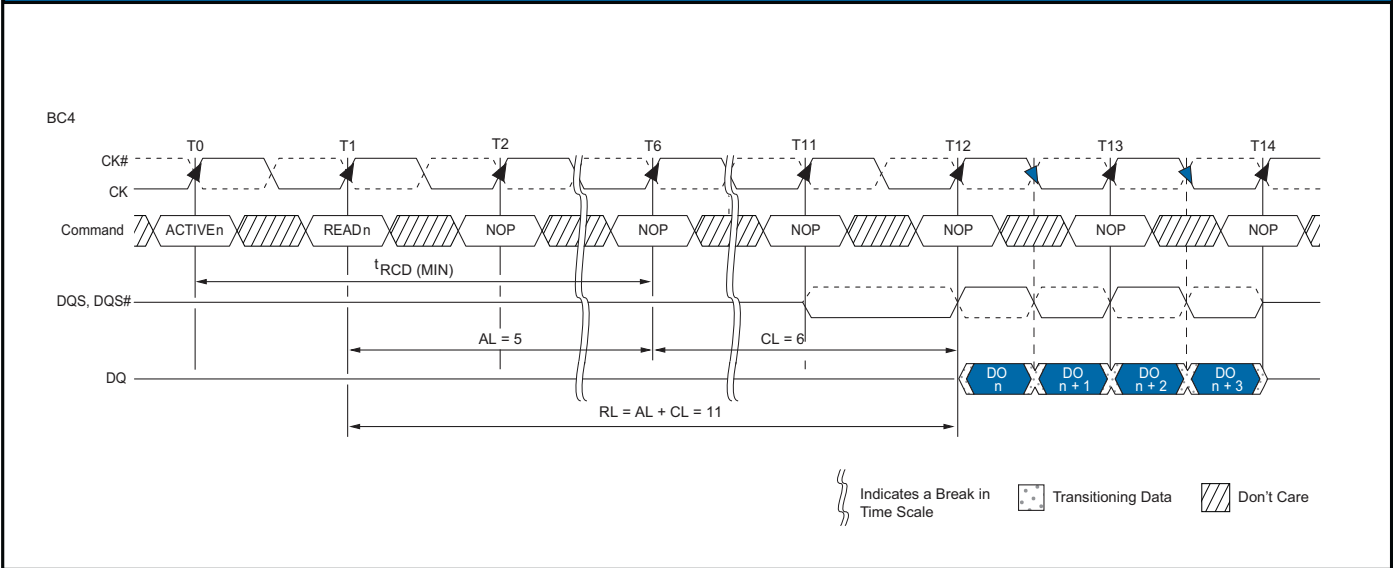 BC4
T0 T1 T2 T6 T11 T12 T13 T14
CK#
CK
Command ACTIVE n READ n NOP NOP NOP NOP NOP NOP
tRCD (MIN)
DQS, DQS#
AL = 5 CL = 6
DQ DO n DO n + 1 DO n + 2 DO n + 3
RL = AL + CL = 11
Indicates a Break in
Time Scale
Transitioning Data
Don't Care